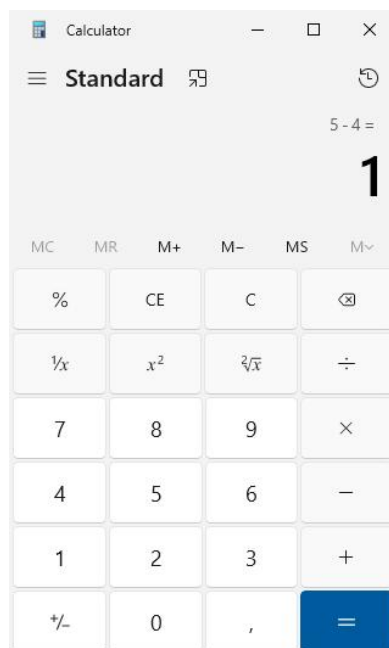 Calculator
Standard
5 - 4 =
1
MC MR M+ M− MS M
% CE C
¹/x x² ²√x ÷
7 8 9 ×
4 5 6 −
1 2 3 +
+/− 0 , =